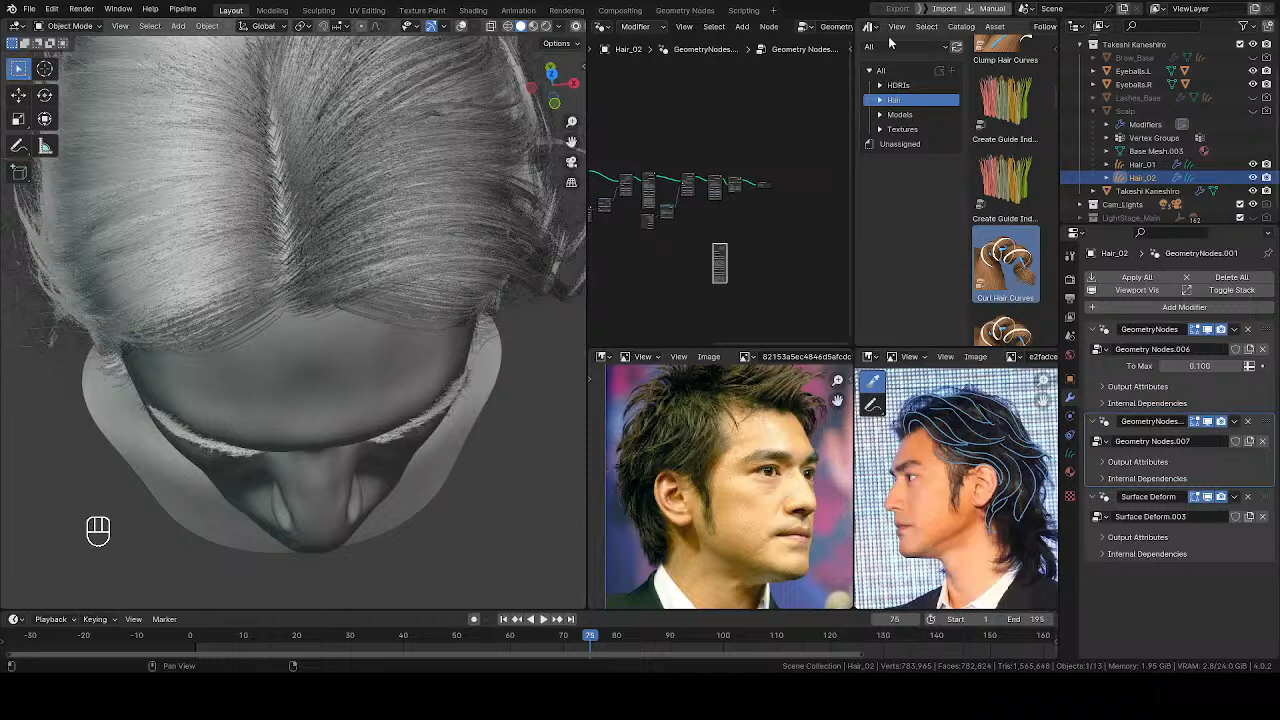 File Edit Render Window Help Pipeline Layout Modeling Sculpting UV Editing Texture Paint Shading Animation Rendering Compositing Geometry Nodes Scripting + Export Import Manual Scene ViewLayer
Object Mode View Select Add Object Global Modifier View Select Add Node Geometry View Select Catalog Asset Follow
Options
Hair_02 GeometryNodes... Geometry Nodes....
All
All
HDRIs
Hair
Models
Textures
Unassigned
Clump Hair Curves
Create Guide Ind...
Create Guide Ind...
Curl Hair Curves
Takeshi Kaneshiro
Brow_Base
Eyeballs.L
Eyeballs.R
Lashes_Base
Scalp
Modifiers
Vertex Groups
Base Mesh.003
Hair_01
Hair_02
Takeshi Kaneshiro
Cam_Lights
LightStage_Main
162
Hair_02 GeometryNodes.001
Apply All Delete All
Viewport Vis Toggle Stack
Add Modifier
GeometryNodes
Geometry Nodes.006
To Max 0.100
Output Attributes
Internal Dependencies
GeometryNodes...
Geometry Nodes.007
Output Attributes
Internal Dependencies
Surface Deform
Surface Deform.003
Output Attributes
Internal Dependencies
View View Image 82153a5ec4846d5afcdc
View View Image e2fadce
Playback Keying View Marker 75 Start 1 End 195
-30 -20 -10 0 10 20 30 40 50 60 70 75 80 90 100 110 120 130 140 150 160
Pan View
Scene Collection | Hair_02 | Verts:783,965 | Faces:782,824 | Tris:1,565,648 | Objects:1/13 | Memory: 1.95 GiB | VRAM: 2.8/24.0 GiB | 4.0.2